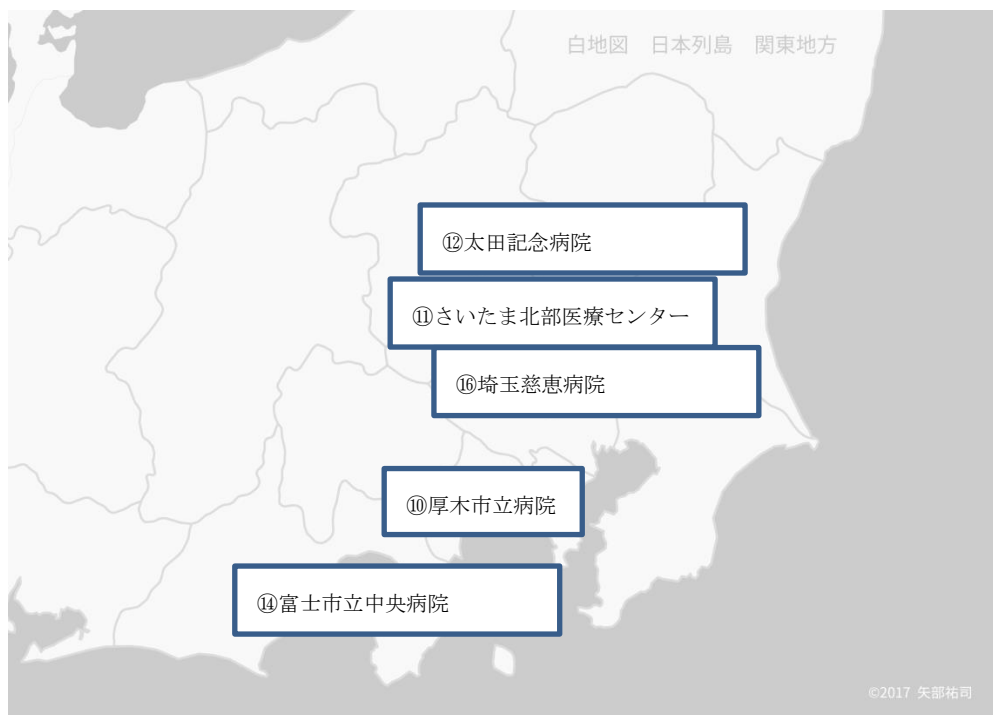 白地図 日本列島 関東地方
⑫太田記念病院
⑪さいたま北部医療センター
⑯埼玉慈恵病院
⑩厚木市立病院
⑭富士市立中央病院
©2017 矢部祐司